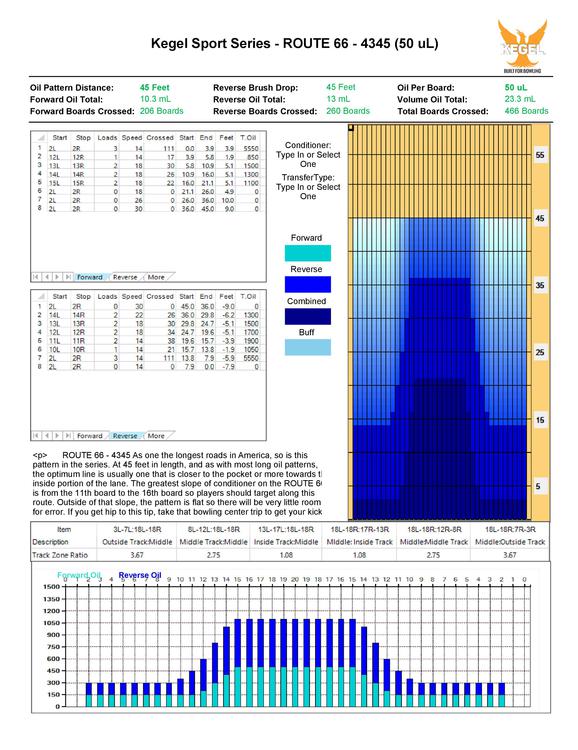 Kegel Sport Series - ROUTE 66 - 4345 (50 uL)
KEGEL
BUILT FOR BOWLING
Oil Pattern Distance: 45 Feet Reverse Brush Drop: 45 Feet Oil Per Board: 50 uL
Forward Oil Total: 10.3 mL Reverse Oil Total: 13 mL Volume Oil Total: 23.3 mL
Forward Boards Crossed: 206 Boards Reverse Boards Crossed: 260 Boards Total Boards Crossed: 466 Boards
Start Stop Loads Speed Crossed Start End Feet T.Oil
1 2L 2R 3 14 111 0.0 3.9 3.9 5550
2 12L 12R 1 14 17 3.9 5.8 1.9 850
3 13L 13R 2 18 30 5.8 10.9 5.1 1500
4 14L 14R 2 18 26 10.9 16.0 5.1 1300
5 15L 15R 2 18 22 16.0 21.1 5.1 1100
6 2L 2R 0 18 0 21.1 26.0 4.9 0
7 2L 2R 0 26 0 26.0 36.0 10.0 0
8 2L 2R 0 30 0 36.0 45.0 9.0 0
Forward Reverse More
Start Stop Loads Speed Crossed Start End Feet T.Oil
1 2L 2R 0 30 0 45.0 36.0 -9.0 0
2 14L 14R 2 22 26 36.0 29.8 -6.2 1300
3 13L 13R 2 18 30 29.8 24.7 -5.1 1500
4 12L 12R 2 18 34 24.7 19.6 -5.1 1700
5 11L 11R 2 14 38 19.6 15.7 -3.9 1900
6 10L 10R 1 14 21 15.7 13.8 -1.9 1050
7 2L 2R 3 14 111 13.8 7.9 -5.9 5550
8 2L 2R 0 14 0 7.9 0.0 -7.9 0
Forward Reverse More
Conditioner:
Type In or Select
One
TransferType:
Type In or Select
One
Forward
Reverse
Combined
Buff
55
45
35
25
15
5
<p> ROUTE 66 - 4345 As one the longest roads in America, so is this
pattern in the series. At 45 feet in length, and as with most long oil patterns,
the optimum line is usually one that is closer to the pocket or more towards t
inside portion of the lane. The greatest slope of conditioner on the ROUTE 6
is from the 11th board to the 16th board so players should target along this
route. Outside of that slope, the pattern is flat so there will be very little room
for error. If you get hip to this tip, take that bowling center trip to get your kick
Item 3L-7L:18L-18R 8L-12L:18L-18R 13L-17L:18L-18R 18L-18R:17R-13R 18L-18R:12R-8R 18L-18R:7R-3R
Description Outside Track:Middle Middle Track:Middle Inside Track:Middle Middle: Inside Track Middle:Middle Track Middle:Outside Track
Track Zone Ratio 3.67 2.75 1.08 1.08 2.75 3.67
Forward Oil Reverse Oil
0 1 2 3 4 5 6 7 8 9 10 11 12 13 14 15 16 17 18 19 20 19 18 17 16 15 14 13 12 11 10 9 8 7 6 5 4 3 2 1 0
1500
1350
1200
1050
900
750
600
450
300
150
0